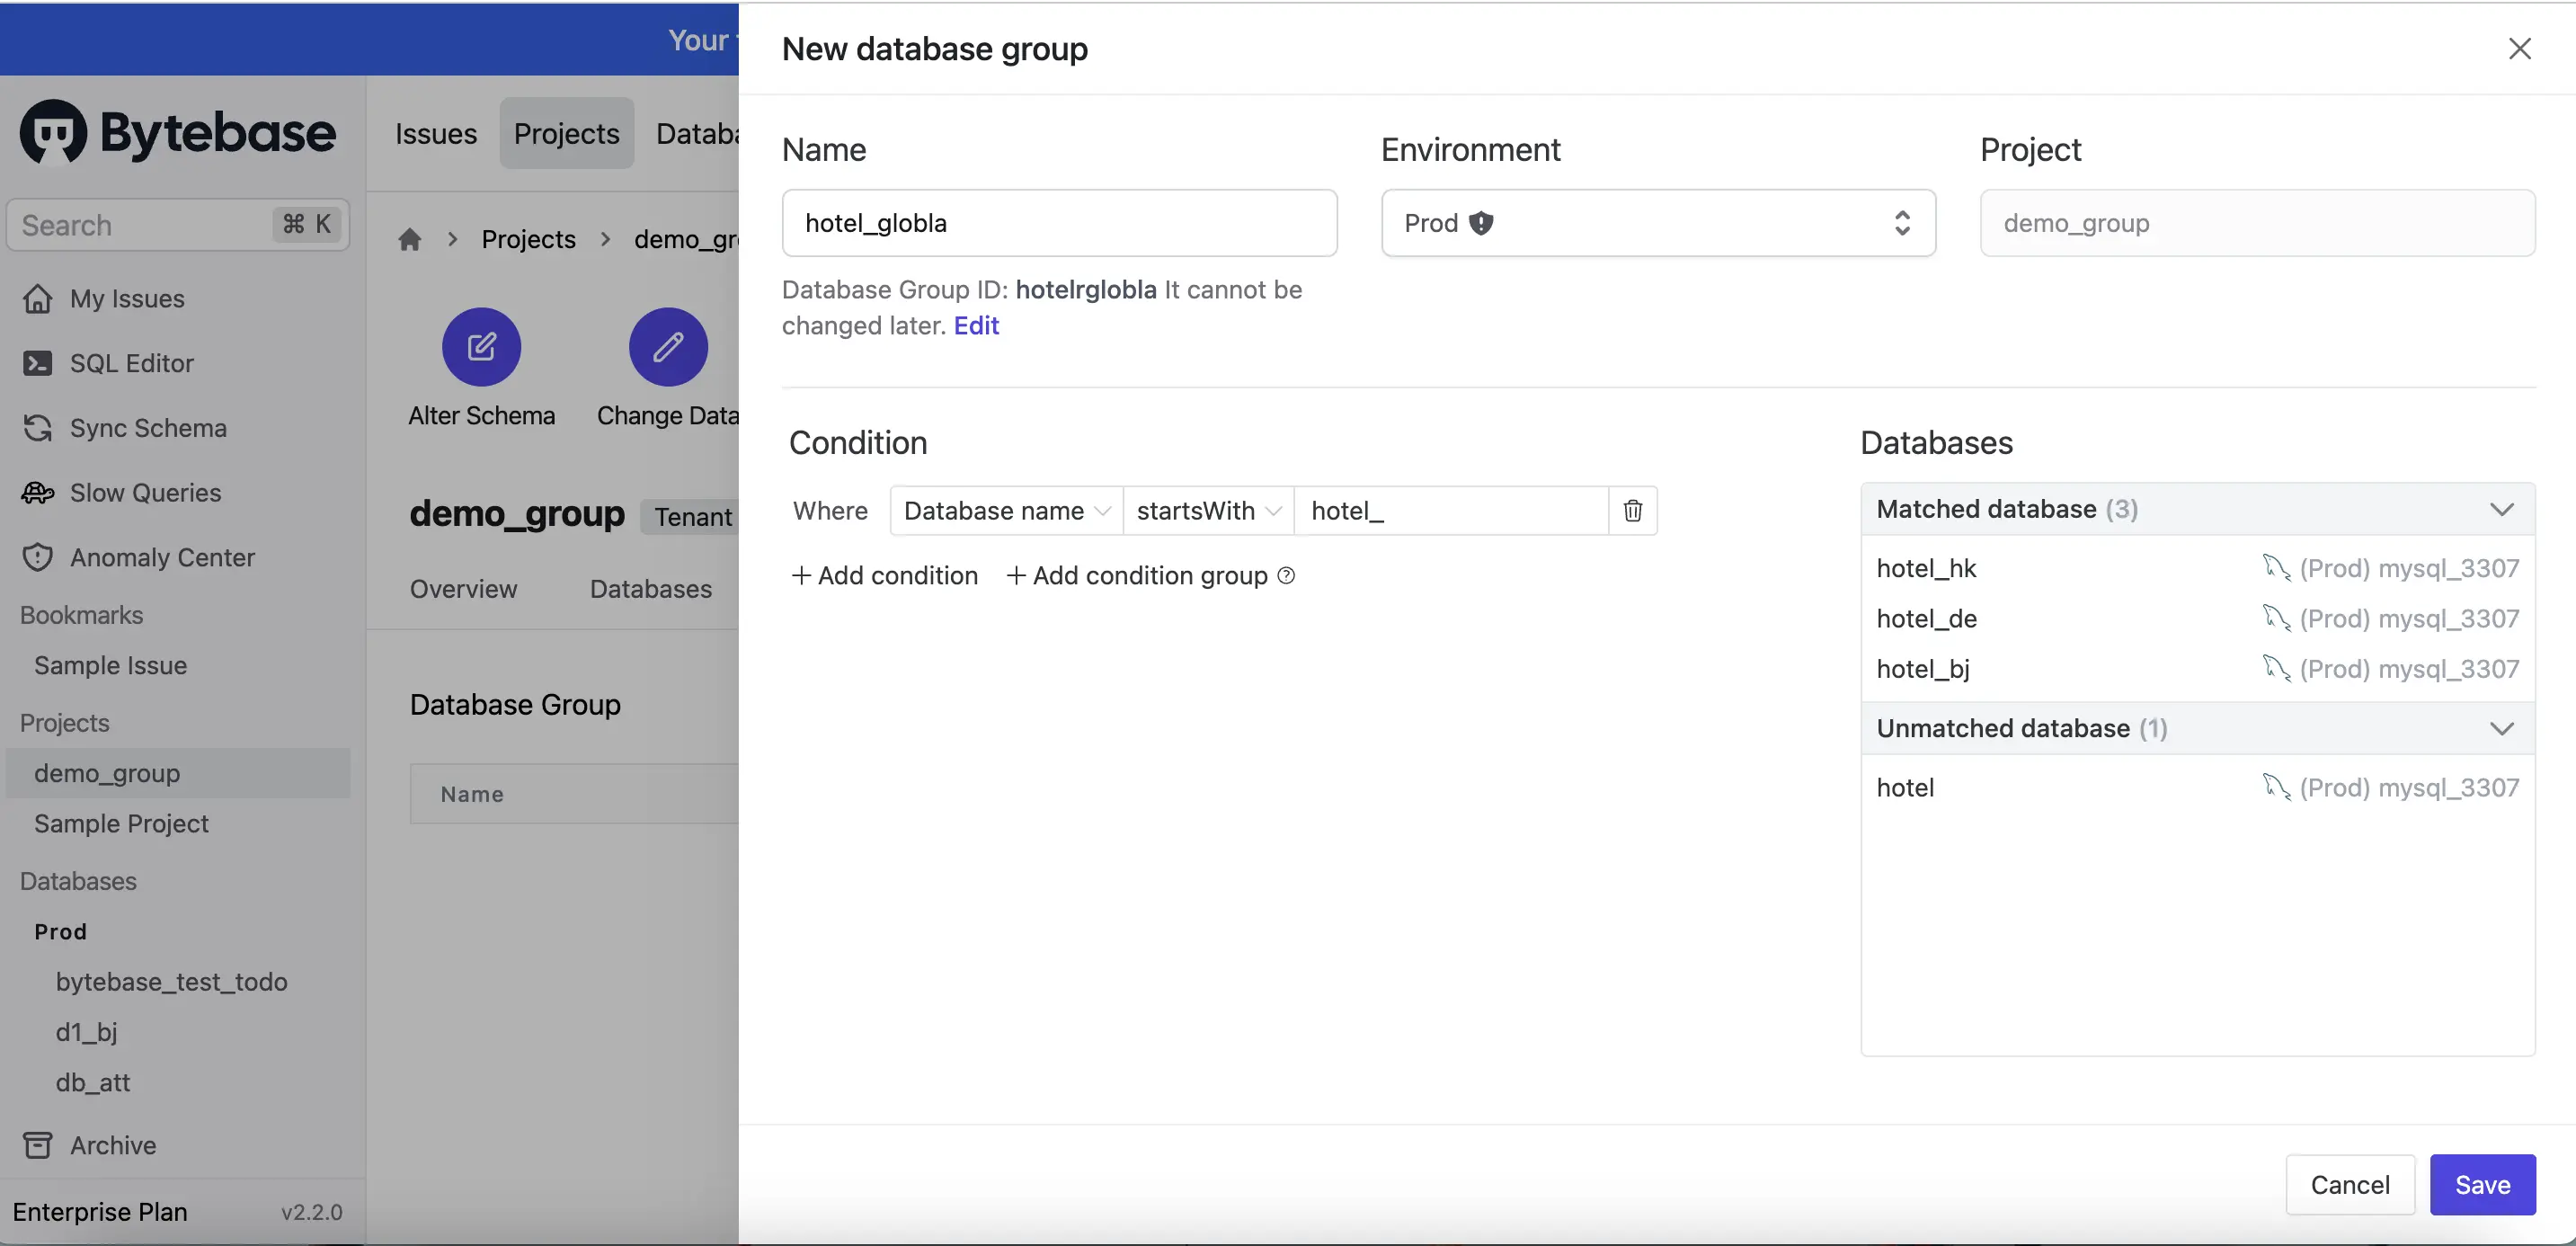 Your
Bytebase
Search ⌘ K
My Issues
SQL Editor
Sync Schema
Slow Queries
Anomaly Center
Bookmarks
Sample Issue
Projects
demo_group
Sample Project
Databases
Prod
bytebase_test_todo
d1_bj
db_att
Archive
Enterprise Plan v2.2.0
Issues Projects Databa
Projects demo_gr
Alter Schema Change Data
demo_group Tenant
Overview Databases
Database Group
Name
New database group
Name Environment Project
hotel_globla Prod demo_group
Database Group ID: hotelrglobla It cannot be
changed later. Edit
Condition
Where Database name startsWith hotel_
+ Add condition + Add condition group
Databases
Matched database (3)
hotel_hk (Prod) mysql_3307
hotel_de (Prod) mysql_3307
hotel_bj (Prod) mysql_3307
Unmatched database (1)
hotel (Prod) mysql_3307
Cancel Save